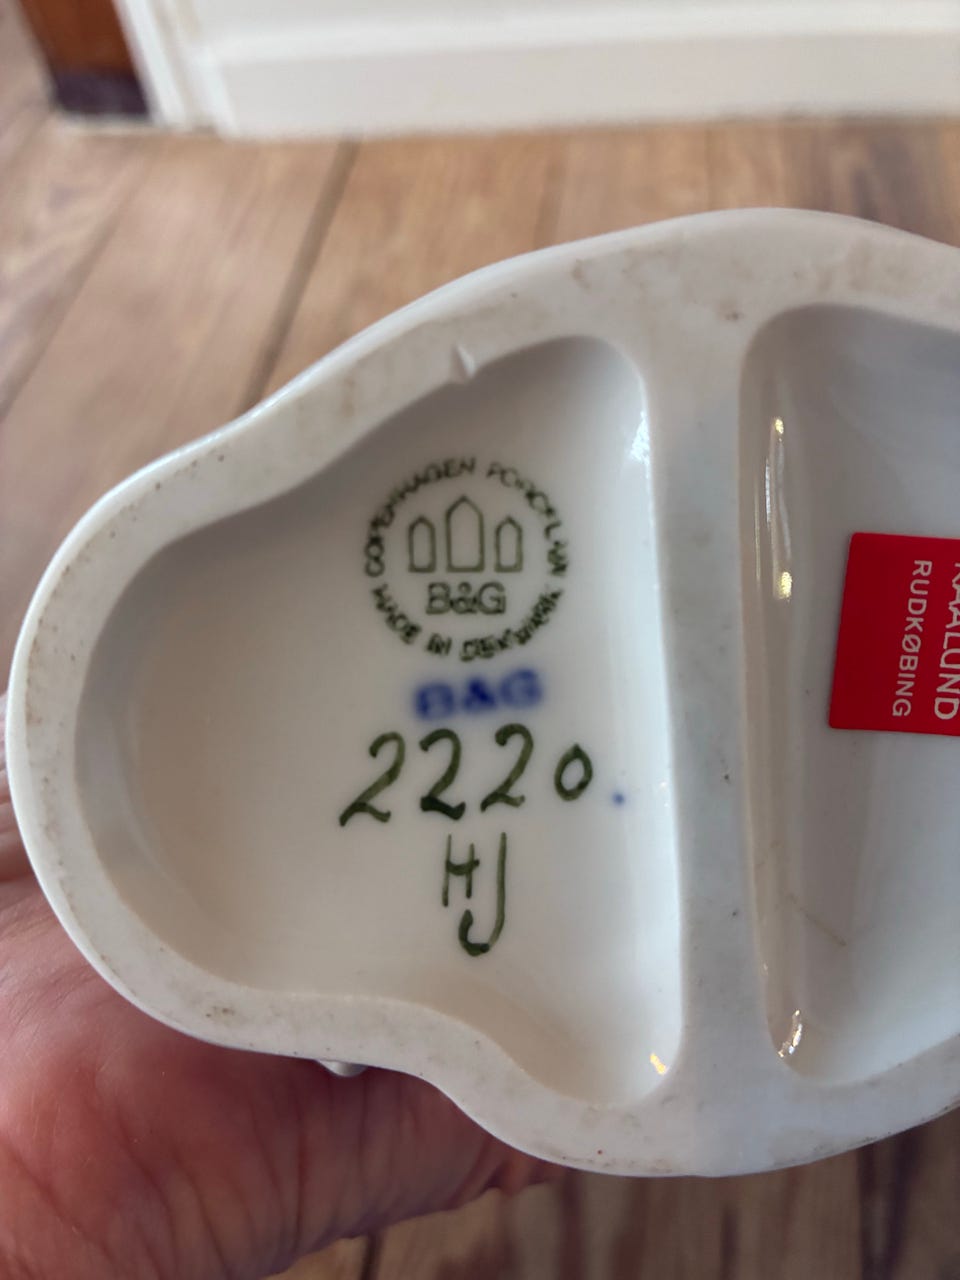 COPENHAGEN PORCELAIN
B&G
MADE IN DENMARK
B&G
2220.
HJ
RUDKØBING